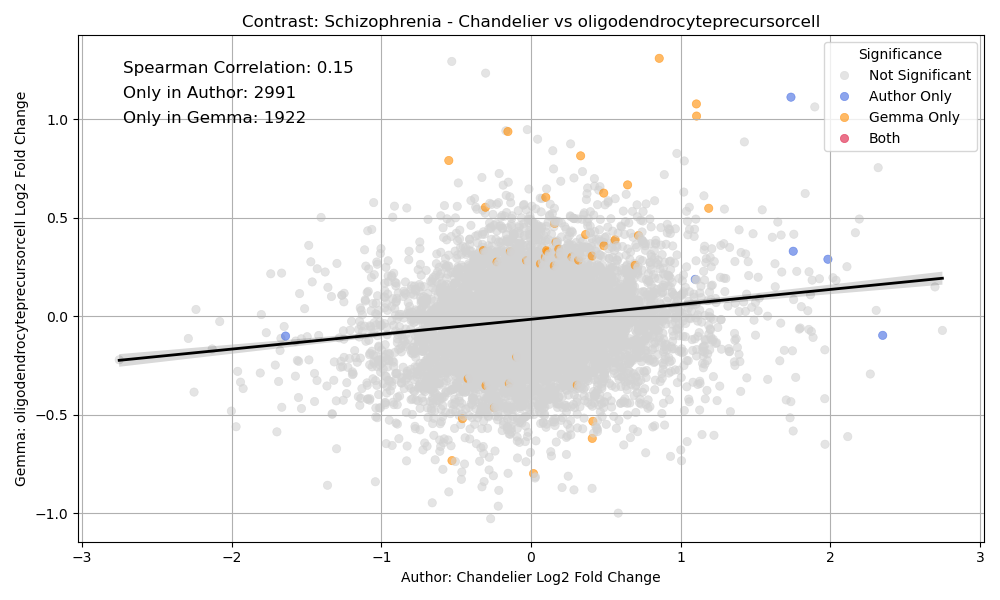 Contrast: Schizophrenia - Chandelier vs oligodendrocyteprecursorcell
Spearman Correlation: 0.15
Only in Author: 2991
Only in Gemma: 1922
Significance
Not Significant
Author Only
Gemma Only
Both
Gemma: oligodendrocyteprecursorcell Log2 Fold Change
1.0
0.5
0.0
−0.5
−1.0
−3
−2
−1
0
1
2
3
Author: Chandelier Log2 Fold Change